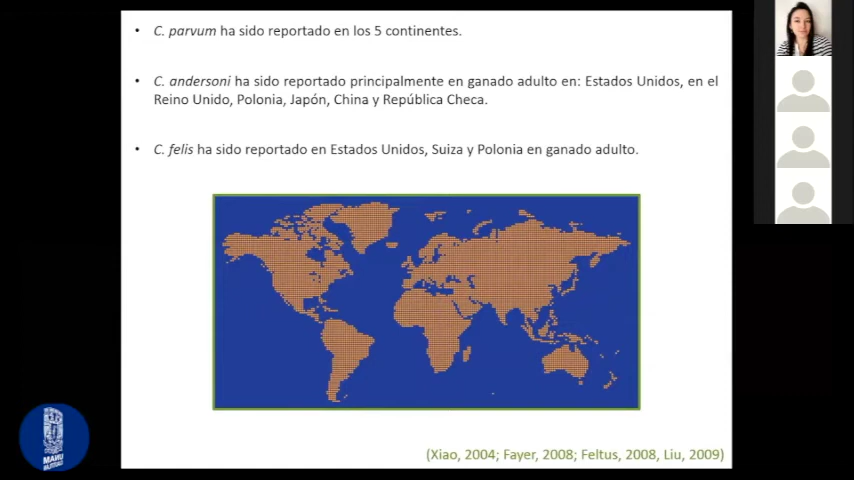 • C. parvum ha sido reportado en los 5 continentes.
• C. andersoni ha sido reportado principalmente en ganado adulto en: Estados Unidos, en el
Reino Unido, Polonia, Japón, China y República Checa.
• C. felis ha sido reportado en Estados Unidos, Suiza y Polonia en ganado adulto.
(Xiao, 2004; Fayer, 2008; Feltus, 2008, Liu, 2009)
MANU